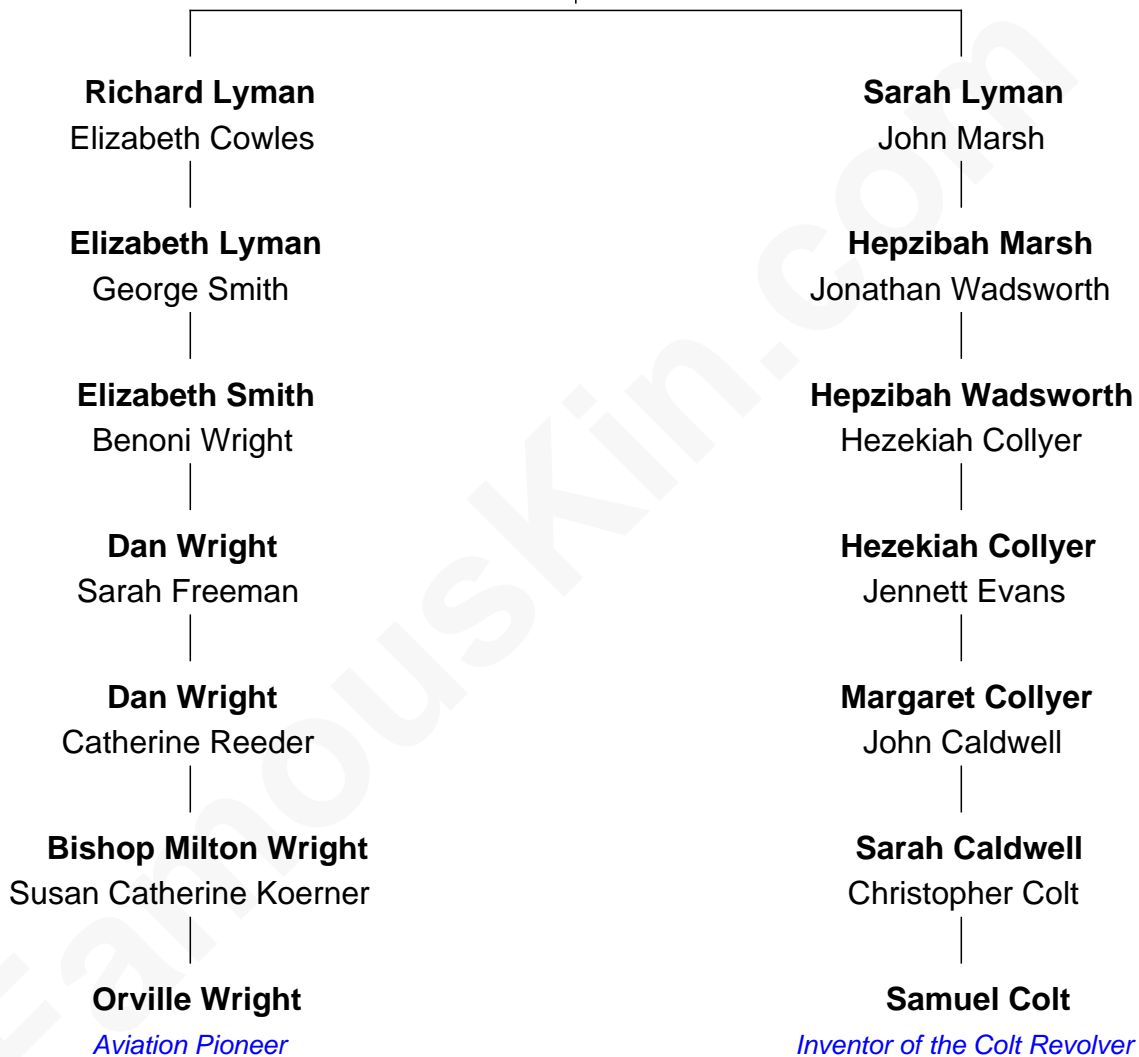 Richard Lyman
Elizabeth Cowles
Sarah Lyman
John Marsh
Elizabeth Lyman
George Smith
Hepzibah Marsh
Jonathan Wadsworth
Elizabeth Smith
Benoni Wright
Hepzibah Wadsworth
Hezekiah Collyer
Dan Wright
Sarah Freeman
Hezekiah Collyer
Jennett Evans
Dan Wright
Catherine Reeder
Margaret Collyer
John Caldwell
Bishop Milton Wright
Susan Catherine Koerner
Sarah Caldwell
Christopher Colt
Orville Wright
Aviation Pioneer
Samuel Colt
Inventor of the Colt Revolver
FamousKin.com